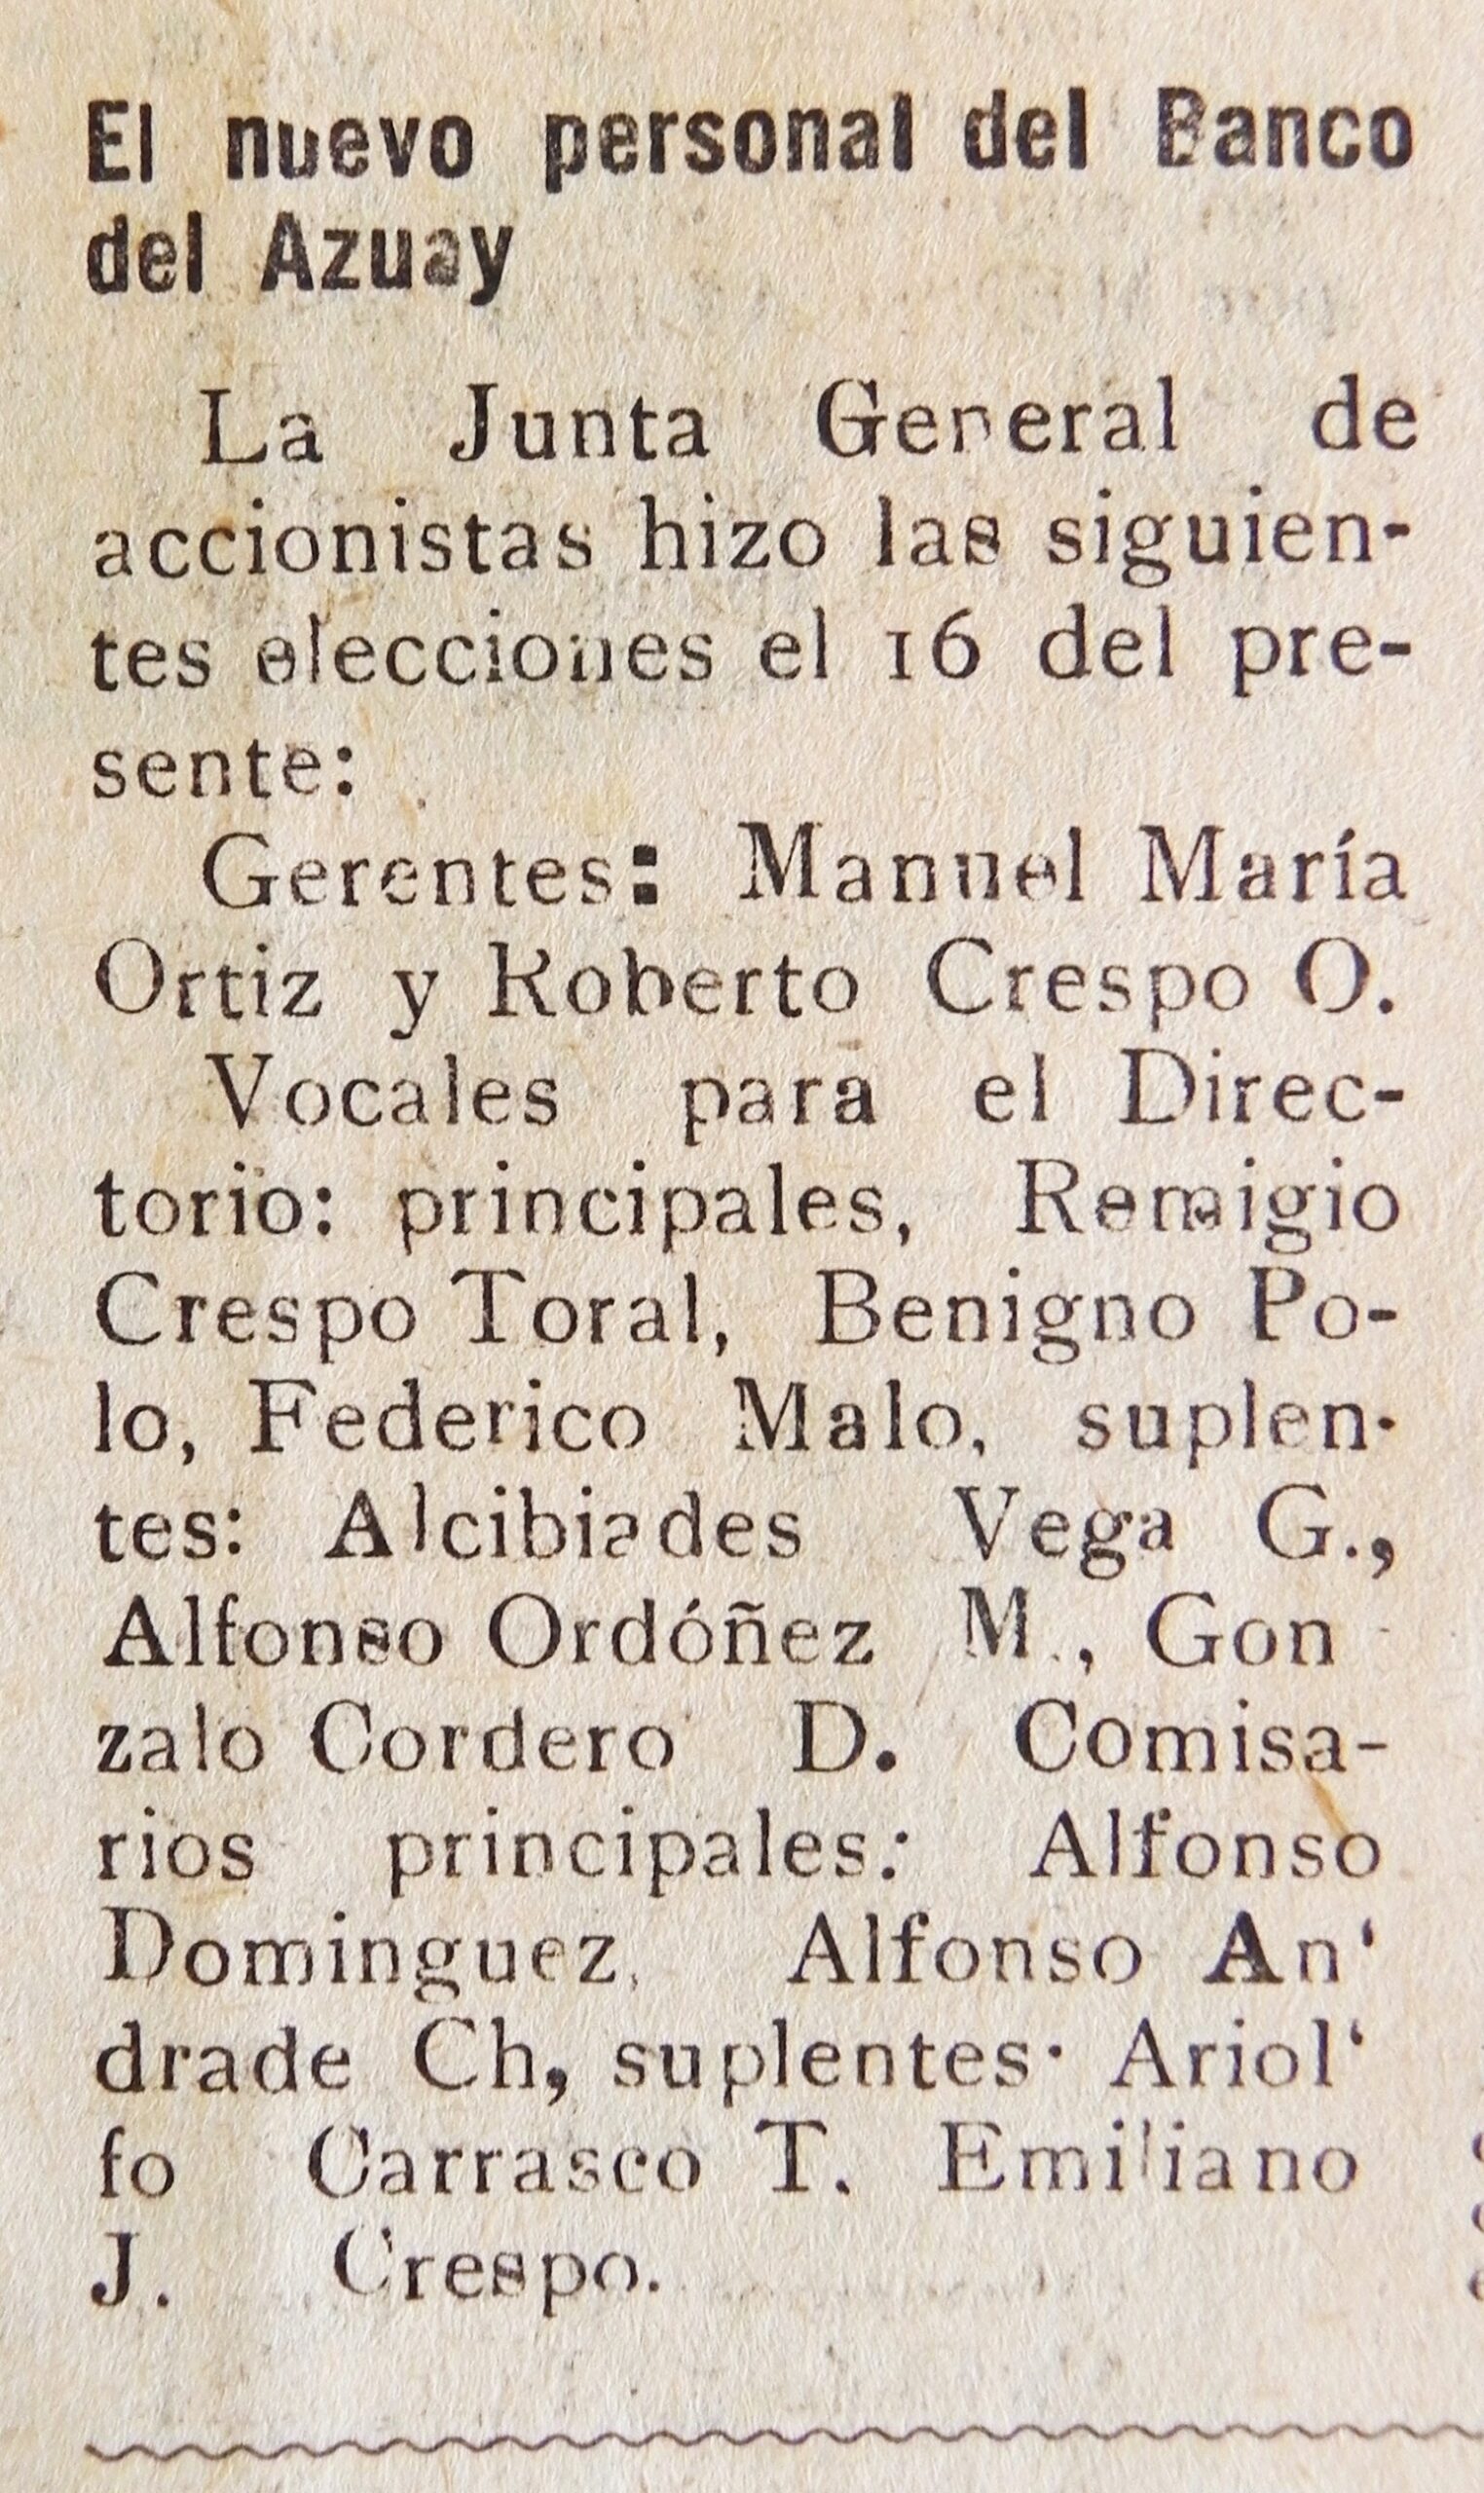 El nuevo personal del Banco
del Azuay
La Junta General de
accionistas hizo las siguien-
tes elecciones el 16 del pre-
sente:
Gerentes: Manuel María
Ortiz y Roberto Crespo O.
Vocales para el Direc-
torio: principales, Remigio
Crespo Toral, Benigno Po-
lo, Federico Malo, suplen-
tes: Alcibiades Vega G.,
Alfonso Ordóñez M., Gon
zalo Cordero D. Comisa-
rios principales: Alfonso
Dominguez, Alfonso An‘
drade Ch, suplentes· Ariol‘
fo Carrasco T. Emiliano
J. Crespo.